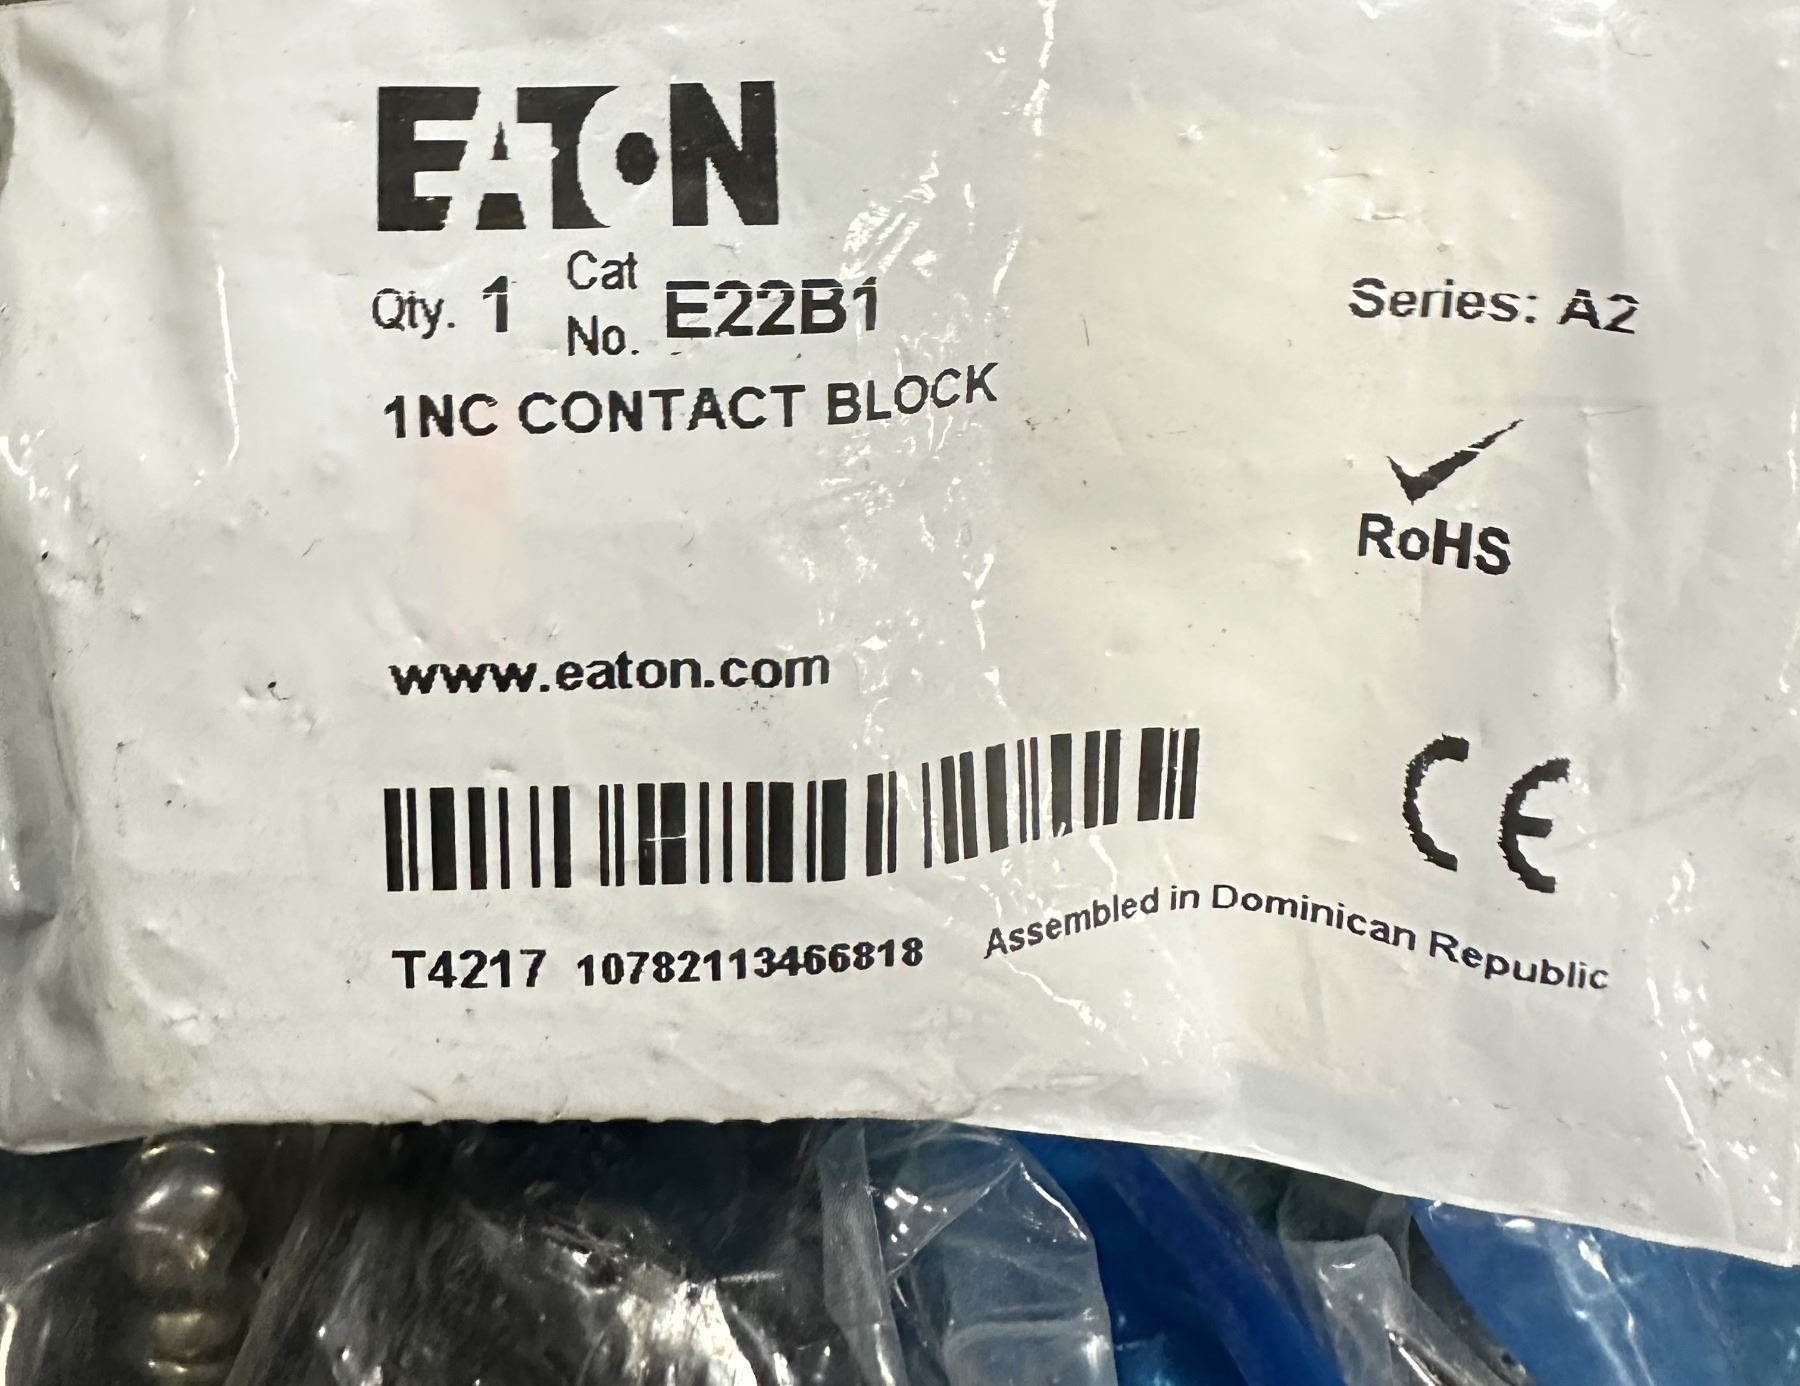 EATON
Qty. 1 Cat No. E22B1
Series: A2
1NC CONTACT BLOCK
RoHS
www.eaton.com
CE
T4217 10782113466818
Assembled in Dominican Republic